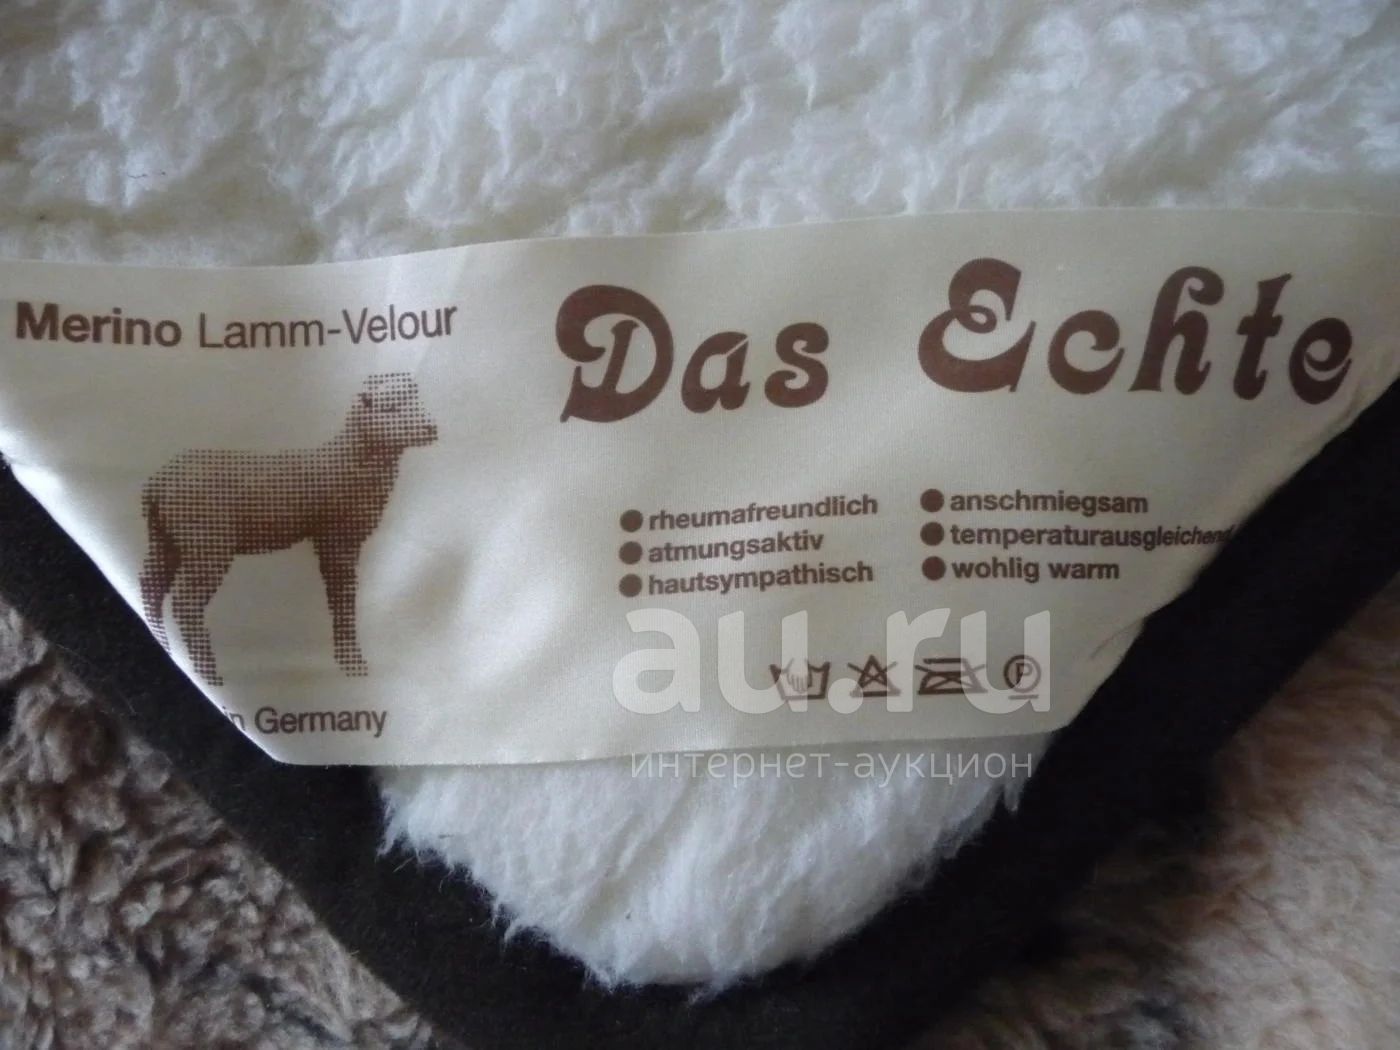 Merino Lamm-Velour
Das Echte
● rheumafreundlich
● atmungsaktiv
● hautsympathisch
● anschmiegsam
● temperaturausgleichend
● wohlig warm
P
in Germany
au.ru
интернет-аукцион